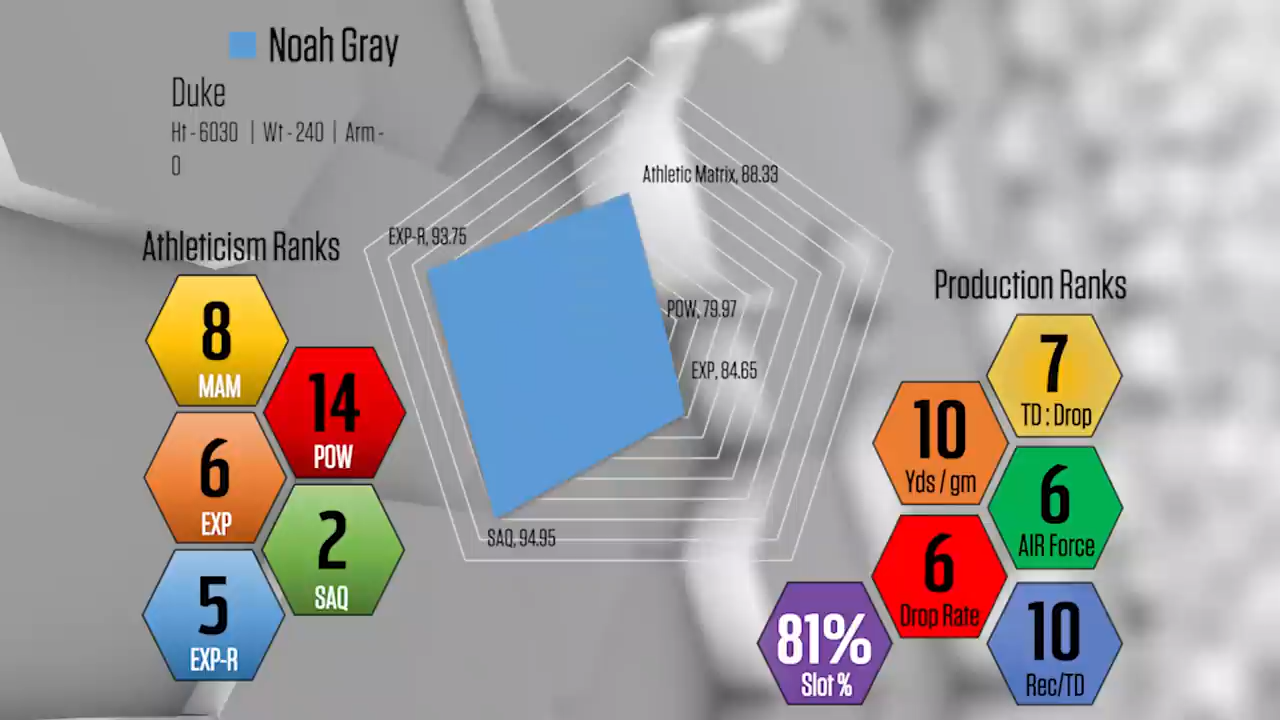 Noah Gray
Duke
Ht - 6030 | Wt - 240 | Arm -
0
Athletic Matrix, 88.33
EXP-R, 93.75
POW, 79.97
EXP, 84.65
SAQ, 94.95
Athleticism Ranks
8
MAM
14
POW
6
EXP
2
SAQ
5
EXP-R
Production Ranks
7
TD : Drop
10
Yds / gm
6
AIR Force
6
Drop Rate
10
Rec/TD
81%
Slot %